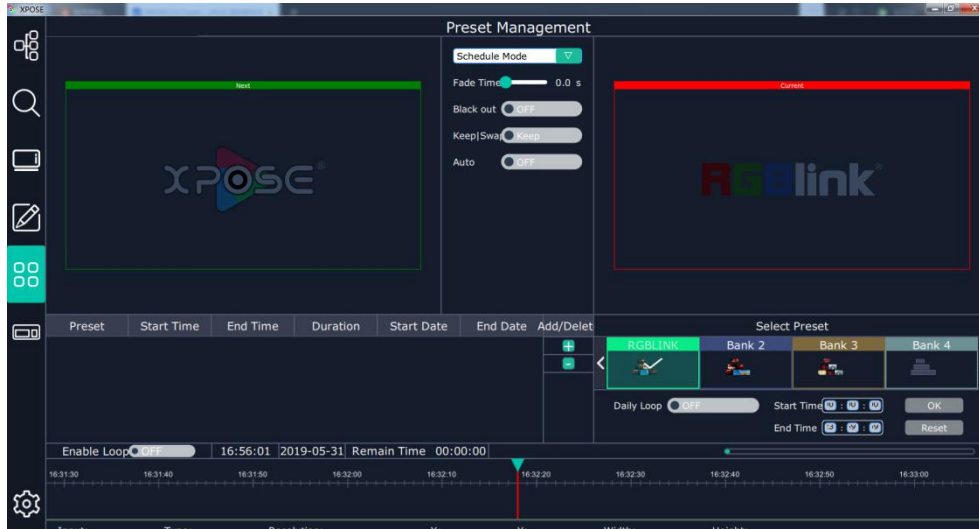 XPOSE
Preset Management
Schedule Mode
Next
Fade Time 0.0 s
Current
Black out OFF
Keep|Swap Keep
Auto OFF
XPOSE®
RGBlink®
Preset Start Time End Time Duration Start Date End Date Add/Delet
Select Preset
RGBLINK Bank 2 Bank 3 Bank 4
Daily Loop OFF Start Time : : OK
End Time : : Reset
Enable Loop OFF 16:56:01 2019-05-31 Remain Time 00:00:00
16:31:30 16:31:40 16:31:50 16:32:00 16:32:10 16:32:20 16:32:30 16:32:40 16:32:50 16:33:00